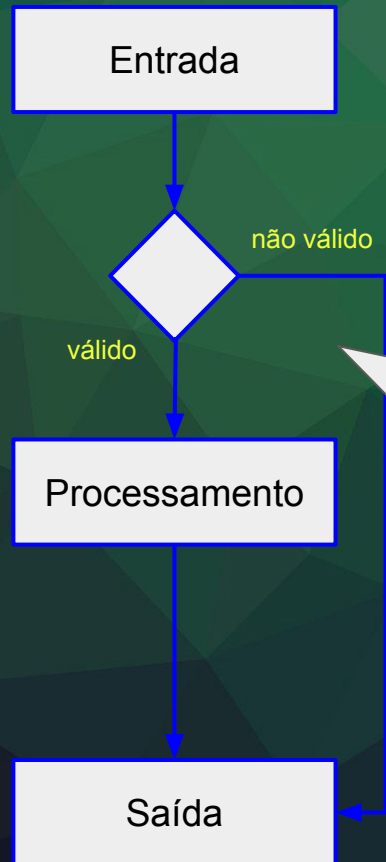 Entrada
não válido
válido
Processamento
Saída